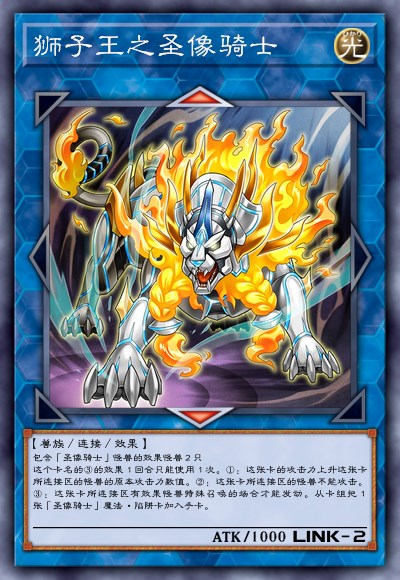 狮子王之圣像骑士
ひかり
光
【兽族／连接／效果】
包含「圣像骑士」怪兽的效果怪兽２只
这个卡名的③的效果１回合只能使用１次。①：这张卡的攻击力上升这张卡
所连接区的怪兽的原本攻击力数值。②：这张卡所连接区的怪兽不能攻击。
③：这张卡所连接区有效果怪兽特殊召唤的场合才能发动。从卡组把１
张「圣像骑士」魔法·陷阱卡加入手卡。
ATK/1000 LINK-2